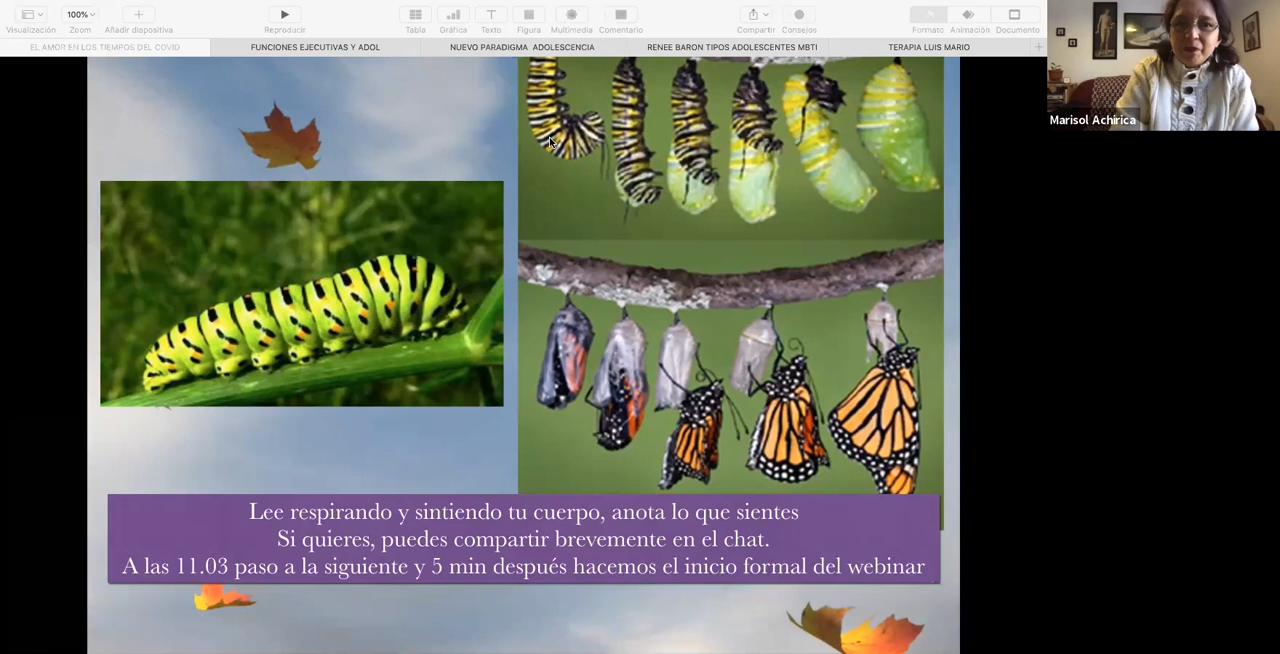 100%
Visualización
Zoom
Añadir diapositiva
Reproducir
Tabla
Gráfica
Texto
Figura
Multimedia
Comentario
Compartir
Consejos
Formato
Animación
Documento
EL AMOR EN LOS TIEMPOS DEL COVID
FUNCIONES EJECUTIVAS Y ADOL
NUEVO PARADIGMA ADOLESCENCIA
RENEE BARON TIPOS ADOLESCENTES MBTI
TERAPIA LUIS MARIO
Marisol Achirica
Lee respirando y sintiendo tu cuerpo, anota lo que sientes
Si quieres, puedes compartir brevemente en el chat.
A las 11.03 paso a la siguiente y 5 min después hacemos el inicio formal del webinar